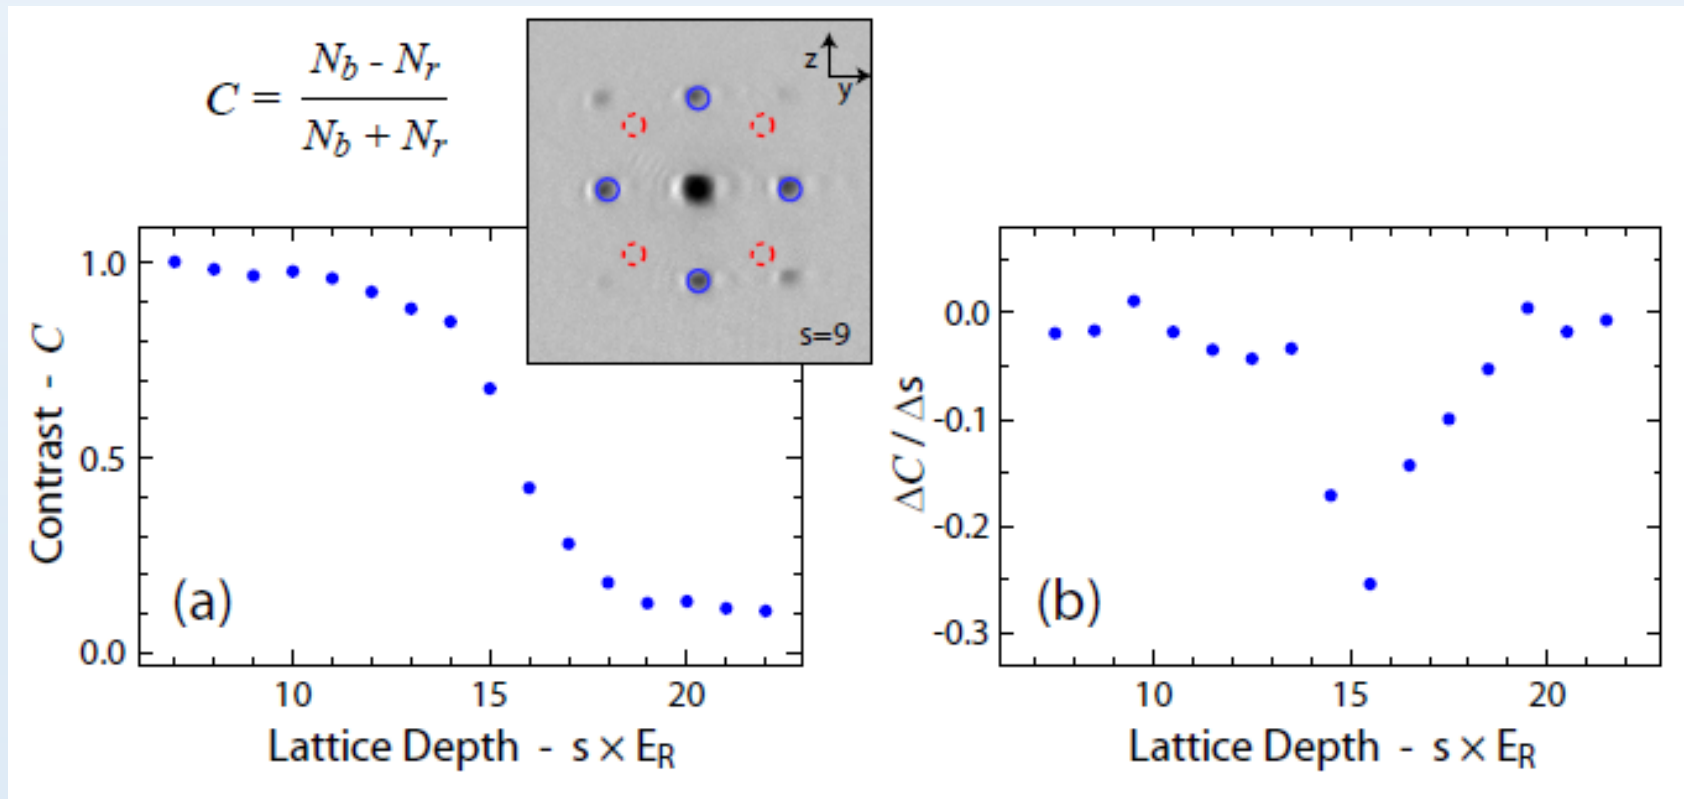 C = (N_b - N_r) / (N_b + N_r)
z
y
s=9
Contrast - C
1.0
0.5
0.0
(a)
10 15 20
Lattice Depth - s × E_R
ΔC / Δs
0.0
-0.1
-0.2
-0.3
(b)
10 15 20
Lattice Depth - s × E_R